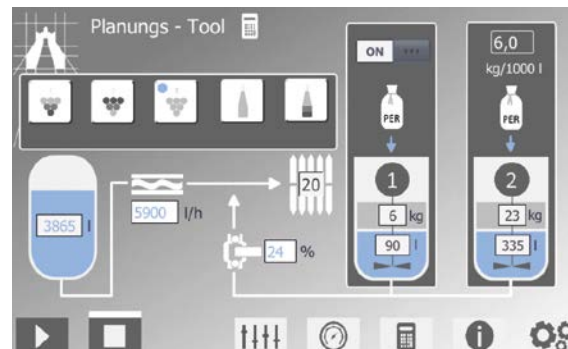 Planungs - Tool
ON
6,0
kg/1000 l
PER
PER
1
2
20
3865 l
5900 l/h
6 kg
23 kg
24 %
90 l
335 l
i